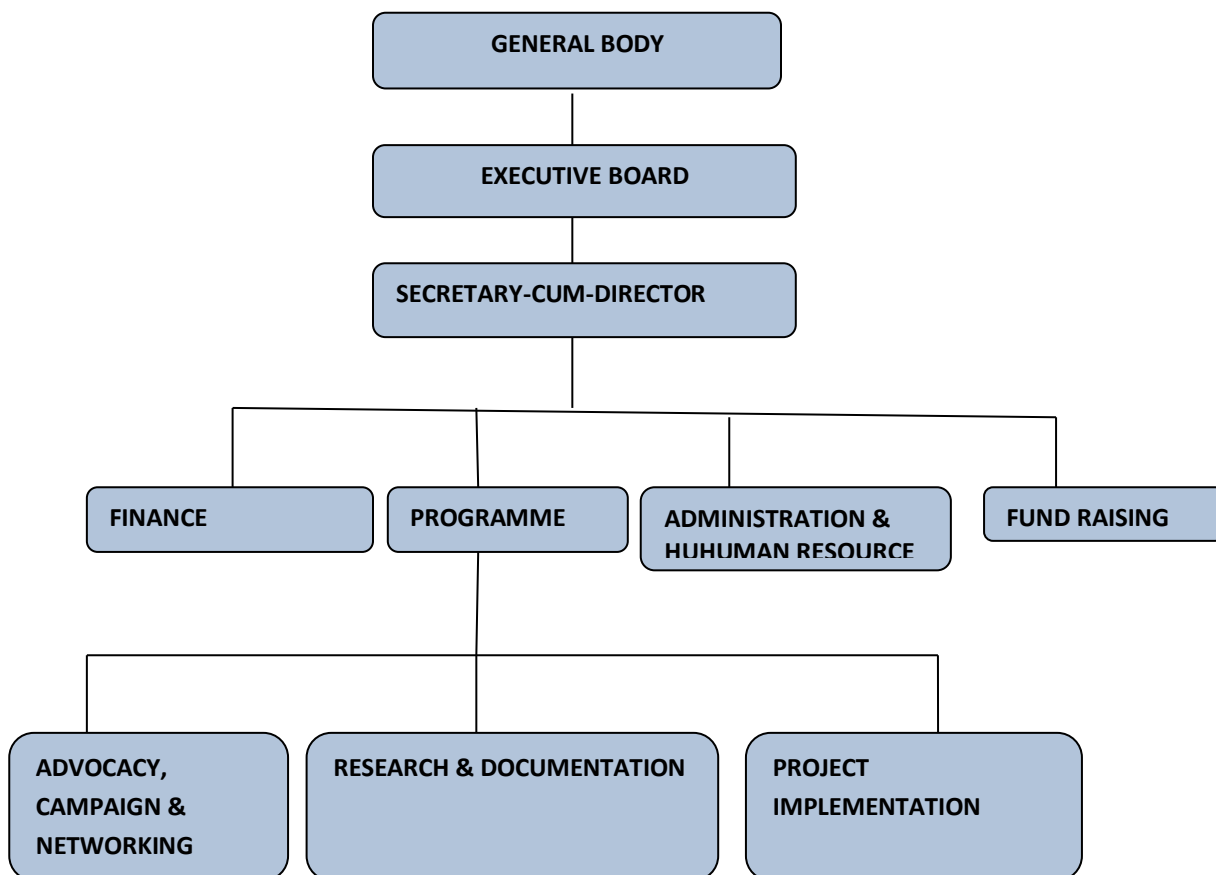 GENERAL BODY
EXECUTIVE BOARD
SECRETARY-CUM-DIRECTOR
FINANCE
PROGRAMME
ADMINISTRATION &
HUHUMAN RESOURCE
FUND RAISING
ADVOCACY,
CAMPAIGN &
NETWORKING
RESEARCH & DOCUMENTATION
PROJECT
IMPLEMENTATION